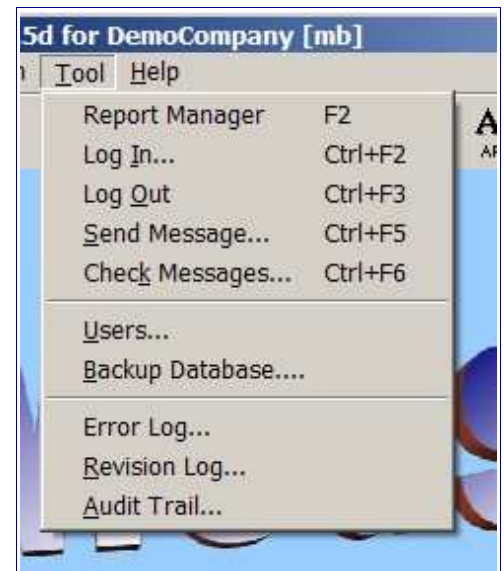 5d for DemoCompany [mb]
Tool Help
Report Manager F2
Log In... Ctrl+F2
Log Out Ctrl+F3
Send Message... Ctrl+F5
Check Messages... Ctrl+F6
Users...
Backup Database....
Error Log...
Revision Log...
Audit Trail...